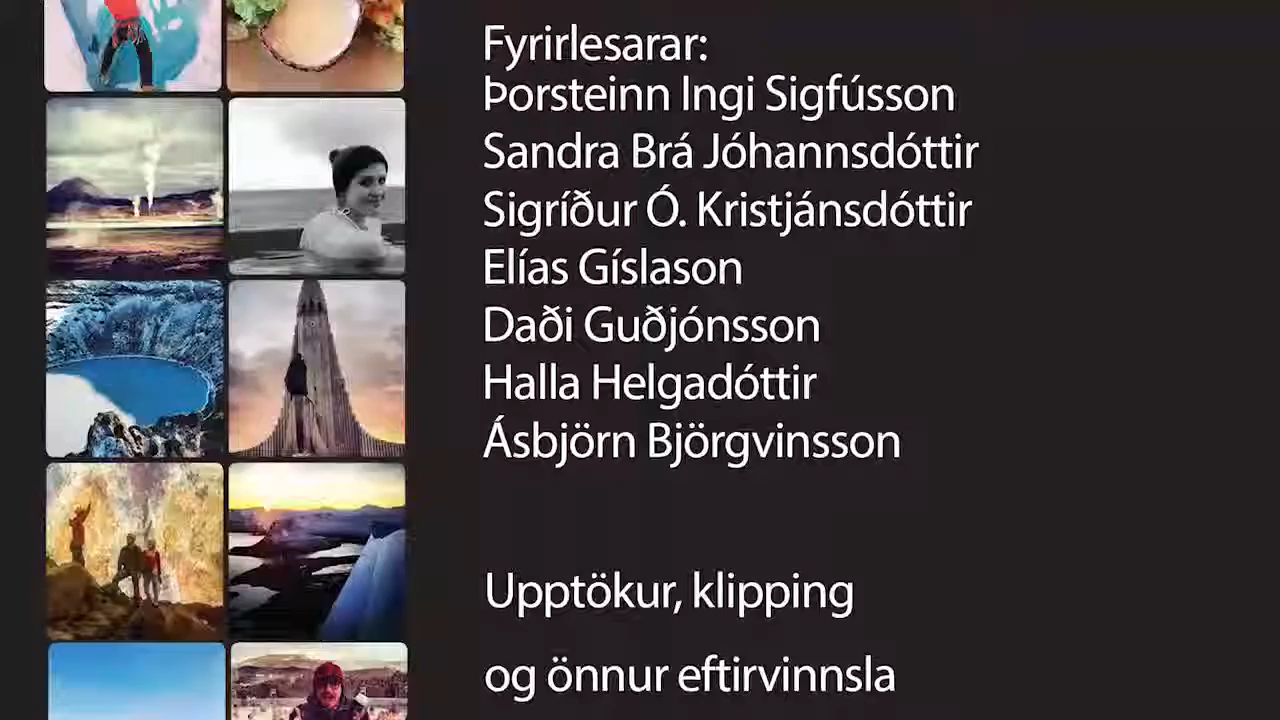 Fyrirlesarar:
Þorsteinn Ingi Sigfússon
Sandra Brá Jóhannsdóttir
Sigríður Ó. Kristjánsdóttir
Elías Gíslason
Daði Guðjónsson
Halla Helgadóttir
Ásbjörn Björgvinsson
Upptökur, klipping
og önnur eftirvinnsla